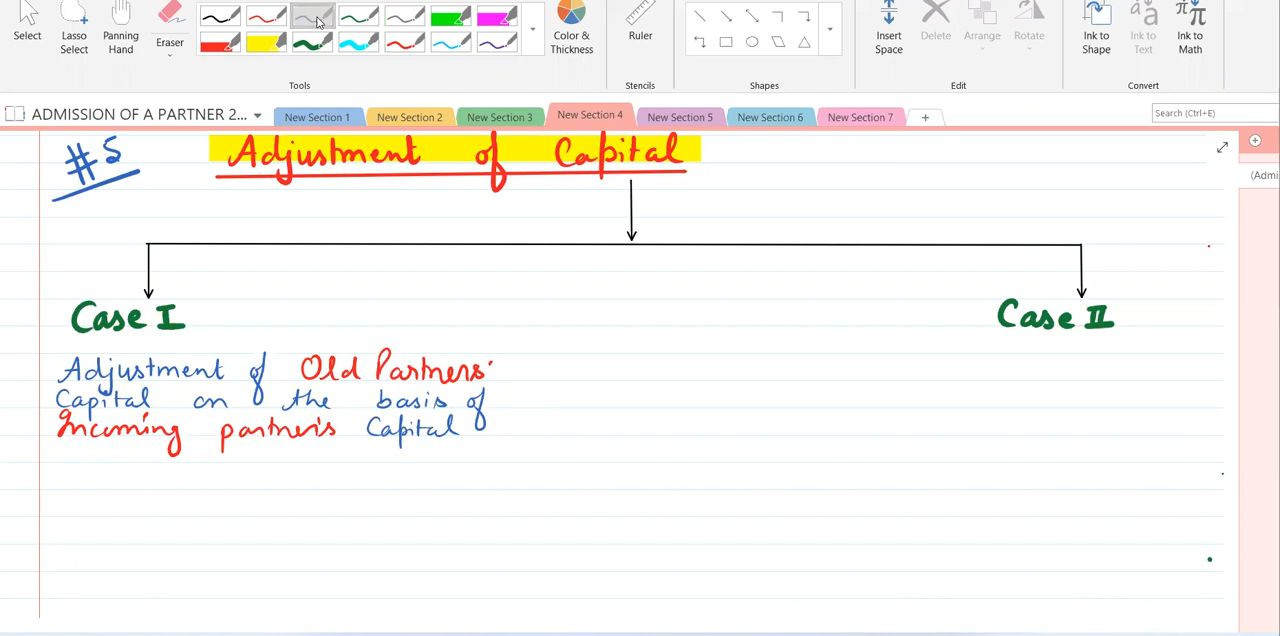 Select
Lasso
Select
Panning
Hand
Eraser
Color &
Thickness
Ruler
Insert
Space
Delete
Arrange
Rotate
Ink to
Shape
Ink to
Text
Ink to
Math
Tools
Stencils
Shapes
Edit
Convert
ADMISSION OF A PARTNER 2...
New Section 1
New Section 2
New Section 3
New Section 4
New Section 5
New Section 6
New Section 7
+
Search (Ctrl+E)
(Admi
#5
Adjustment of Capital
Case I
Case II
Adjustment of Old Partners'
Capital on the basis of
Incoming partner's Capital